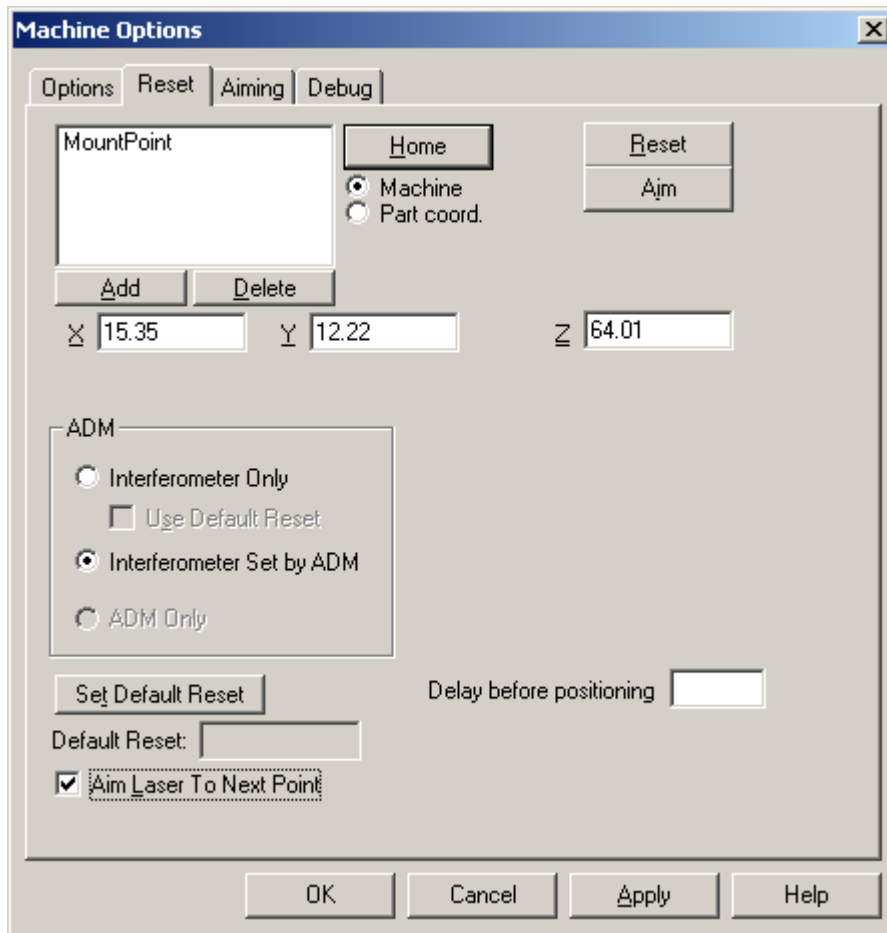 Machine Options
Options Reset Aiming Debug
MountPoint
Home
Reset
Machine
Aim
Part coord.
Add Delete
X 15.35 Y 12.22 Z 64.01
ADM
Interferometer Only
Use Default Reset
Interferometer Set by ADM
ADM Only
Set Default Reset Delay before positioning
Default Reset:
Aim Laser To Next Point
OK Cancel Apply Help